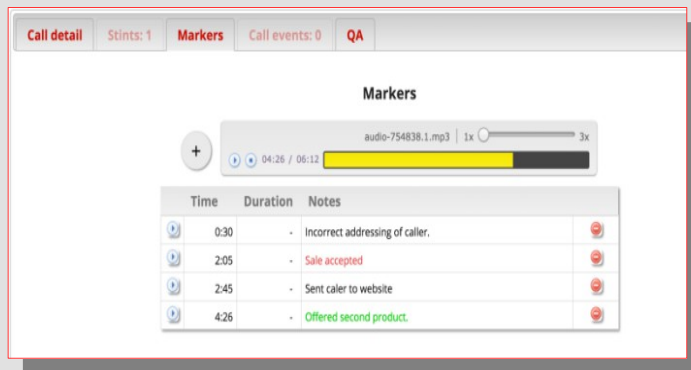 Call detail Stints: 1 Markers Call events: 0 QA
Markers
audio-754838.1.mp3 | 1x 3x
+
04:26 / 06:12
Time Duration Notes
0:30 - Incorrect addressing of caller.
2:05 - Sale accepted
2:45 - Sent caler to website
4:26 - Offered second product.